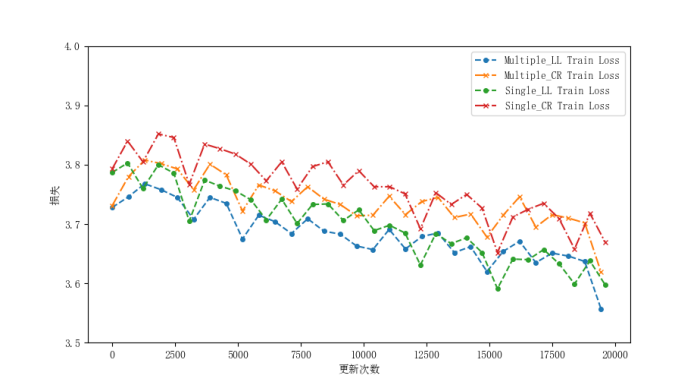 4.0
3.9
3.8
3.7
3.6
3.5
损失
Multiple_LL Train Loss
Multiple_CR Train Loss
Single_LL Train Loss
Single_CR Train Loss
0 2500 5000 7500 10000 12500 15000 17500 20000
更新次数